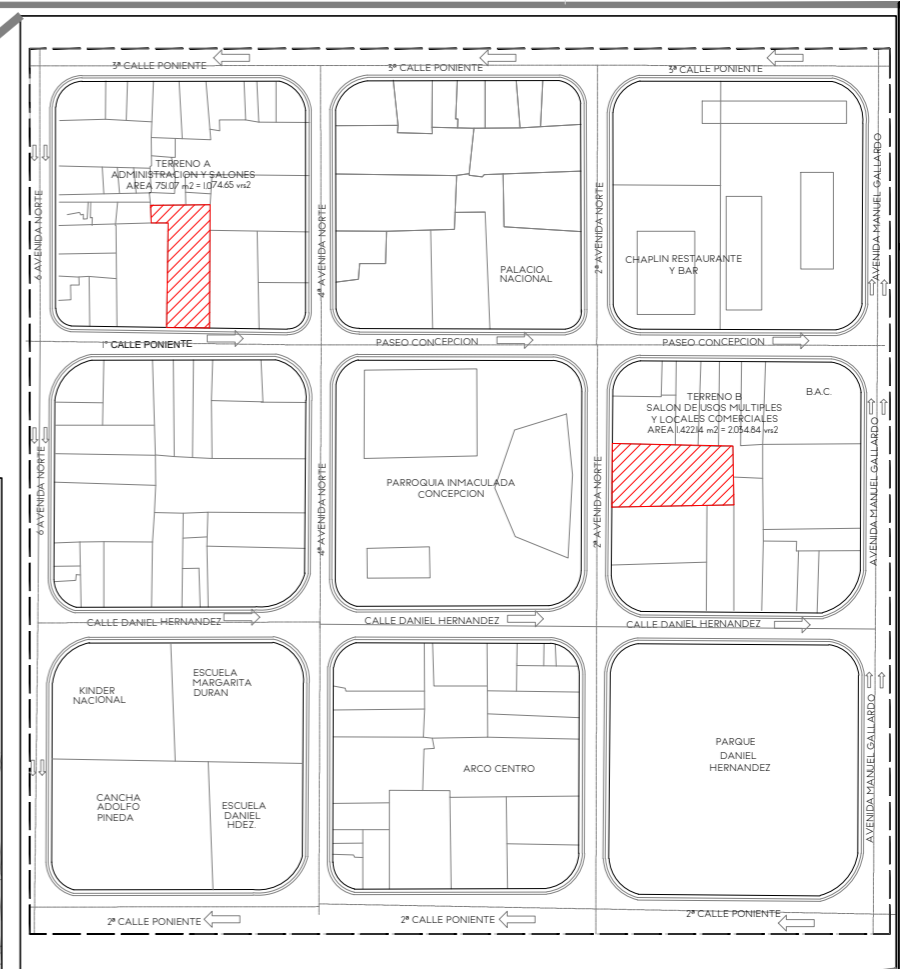 3ª CALLE PONIENTE
3ª CALLE PONIENTE
3ª CALLE PONIENTE
6 AVENIDA NORTE
TERRENO A
ADMINISTRACION Y SALONES
AREA 751.07 m2 = 1,074.65 vrs2
4ª AVENIDA NORTE
PALACIO
NACIONAL
2ª AVENIDA NORTE
CHAPLIN RESTAURANTE
Y BAR
AVENIDA MANUEL GALLARDO
1ª CALLE PONIENTE
PASEO CONCEPCION
PASEO CONCEPCION
6 AVENIDA NORTE
4ª AVENIDA NORTE
PARROQUIA INMACULADA
CONCEPCION
2ª AVENIDA NORTE
TERRENO B
SALON DE USOS MULTIPLES
Y LOCALES COMERCIALES
AREA 1,422.14 m2 = 2,034.84 vrs2
B.A.C.
AVENIDA MANUEL GALLARDO
CALLE DANIEL HERNANDEZ
CALLE DANIEL HERNANDEZ
CALLE DANIEL HERNANDEZ
KINDER
NACIONAL
ESCUELA
MARGARITA
DURAN
CANCHA
ADOLFO
PINEDA
ESCUELA
DANIEL
HDEZ.
ARCO CENTRO
PARQUE
DANIEL
HERNANDEZ
AVENIDA MANUEL GALLARDO
2ª CALLE PONIENTE
2ª CALLE PONIENTE
2ª CALLE PONIENTE